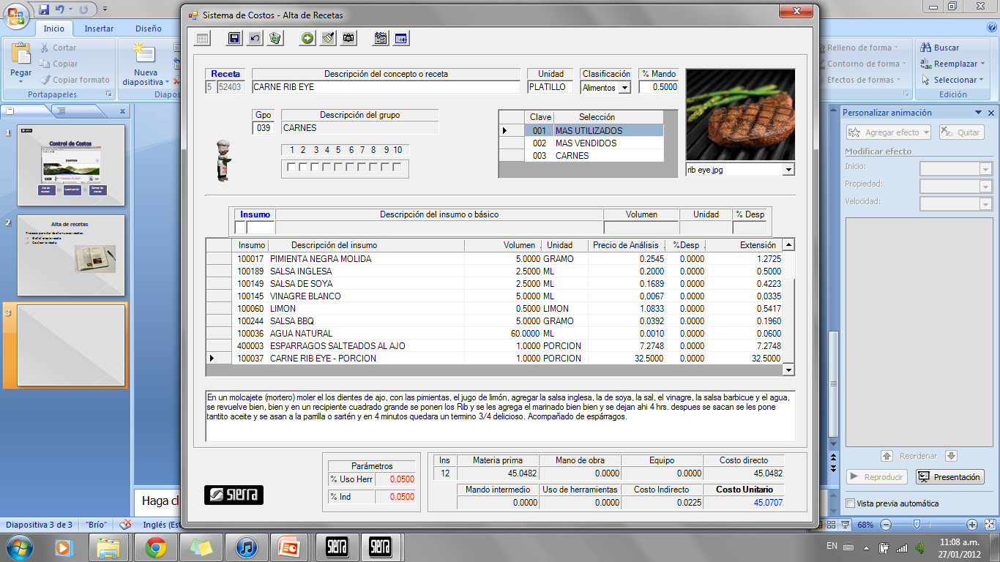 Sistema de Costos - Alta de Recetas
Inicio Insertar Diseño
Cortar
Copiar
Copiar formato
Pegar
Portapapeles
Nueva
diapositiva
Diapos
Relleno de forma
Contorno de forma
Efectos de formas
Buscar
Reemplazar
Seleccionar
Edición
1
Control de Costos
2
Alta de recetas
3
Receta Descripción del concepto o receta Unidad Clasificación % Mando
5 52403 CARNE RIB EYE PLATILLO Alimentos 0.5000
Gpo Descripción del grupo
039 CARNES
1 2 3 4 5 6 7 8 9 10
Clave Selección
001 MAS UTILIZADOS
002 MAS VENDIDOS
003 CARNES
rib eye.jpg
Insumo Descripción del insumo o básico Volumen Unidad % Desp
Insumo Descripción del insumo Volumen Unidad Precio de Análisis %Desp Extensión
100017 PIMIENTA NEGRA MOLIDA 5.0000 GRAMO 0.2545 0.0000 1.2725
100189 SALSA INGLESA 2.5000 ML 0.2000 0.0000 0.5000
100149 SALSA DE SOYA 2.5000 ML 0.1689 0.0000 0.4223
100145 VINAGRE BLANCO 5.0000 ML 0.0067 0.0000 0.0335
100060 LIMON 0.5000 LIMON 1.0833 0.0000 0.5417
100244 SALSA BBQ 5.0000 GRAMO 0.0392 0.0000 0.1960
100036 AGUA NATURAL 60.0000 ML 0.0010 0.0000 0.0600
400003 ESPARRAGOS SALTEADOS AL AJO 1.0000 PORCION 7.2748 0.0000 7.2748
100037 CARNE RIB EYE - PORCION 1.0000 PORCION 32.5000 0.0000 32.5000
En un molcajete (mortero) moler el los dientes de ajo, con las pimientas, el jugo de limón, agregar la salsa inglesa, la de soya, la sal, el vinagre, la salsa barbicue y el agua,
se revuelve bien, bien y en un recipiente cuadrado grande se ponen los Rib y se les agrega el marinado bien bien y se dejan ahi 4 hrs. despues se sacan se les pone
tantito aceite y se asan a la parrilla o sartén y en 4 minutos quedara un termino 3/4 delicioso. Acompañado de espárragos.
sierra
Parámetros
% Uso Herr 0.0500
% Ind 0.0500
Ins Materia prima Mano de obra Equipo Costo directo
12 45.0482 0.0000 0.0000 45.0482
Mando intermedio Uso de herramientas Costo Indirecto Costo Unitario
0.0000 0.0000 0.0225 45.0707
Personalizar animación
Agregar efecto Quitar
Modificar efecto
Inicio:
Propiedad:
Velocidad:
Reordenar
Reproducir Presentación
Vista previa automática
Haga cl
Diapositiva 3 de 3 "Brío" Inglés (Est
68%
sierra sierra
EN
11:08 a.m.
27/01/2012